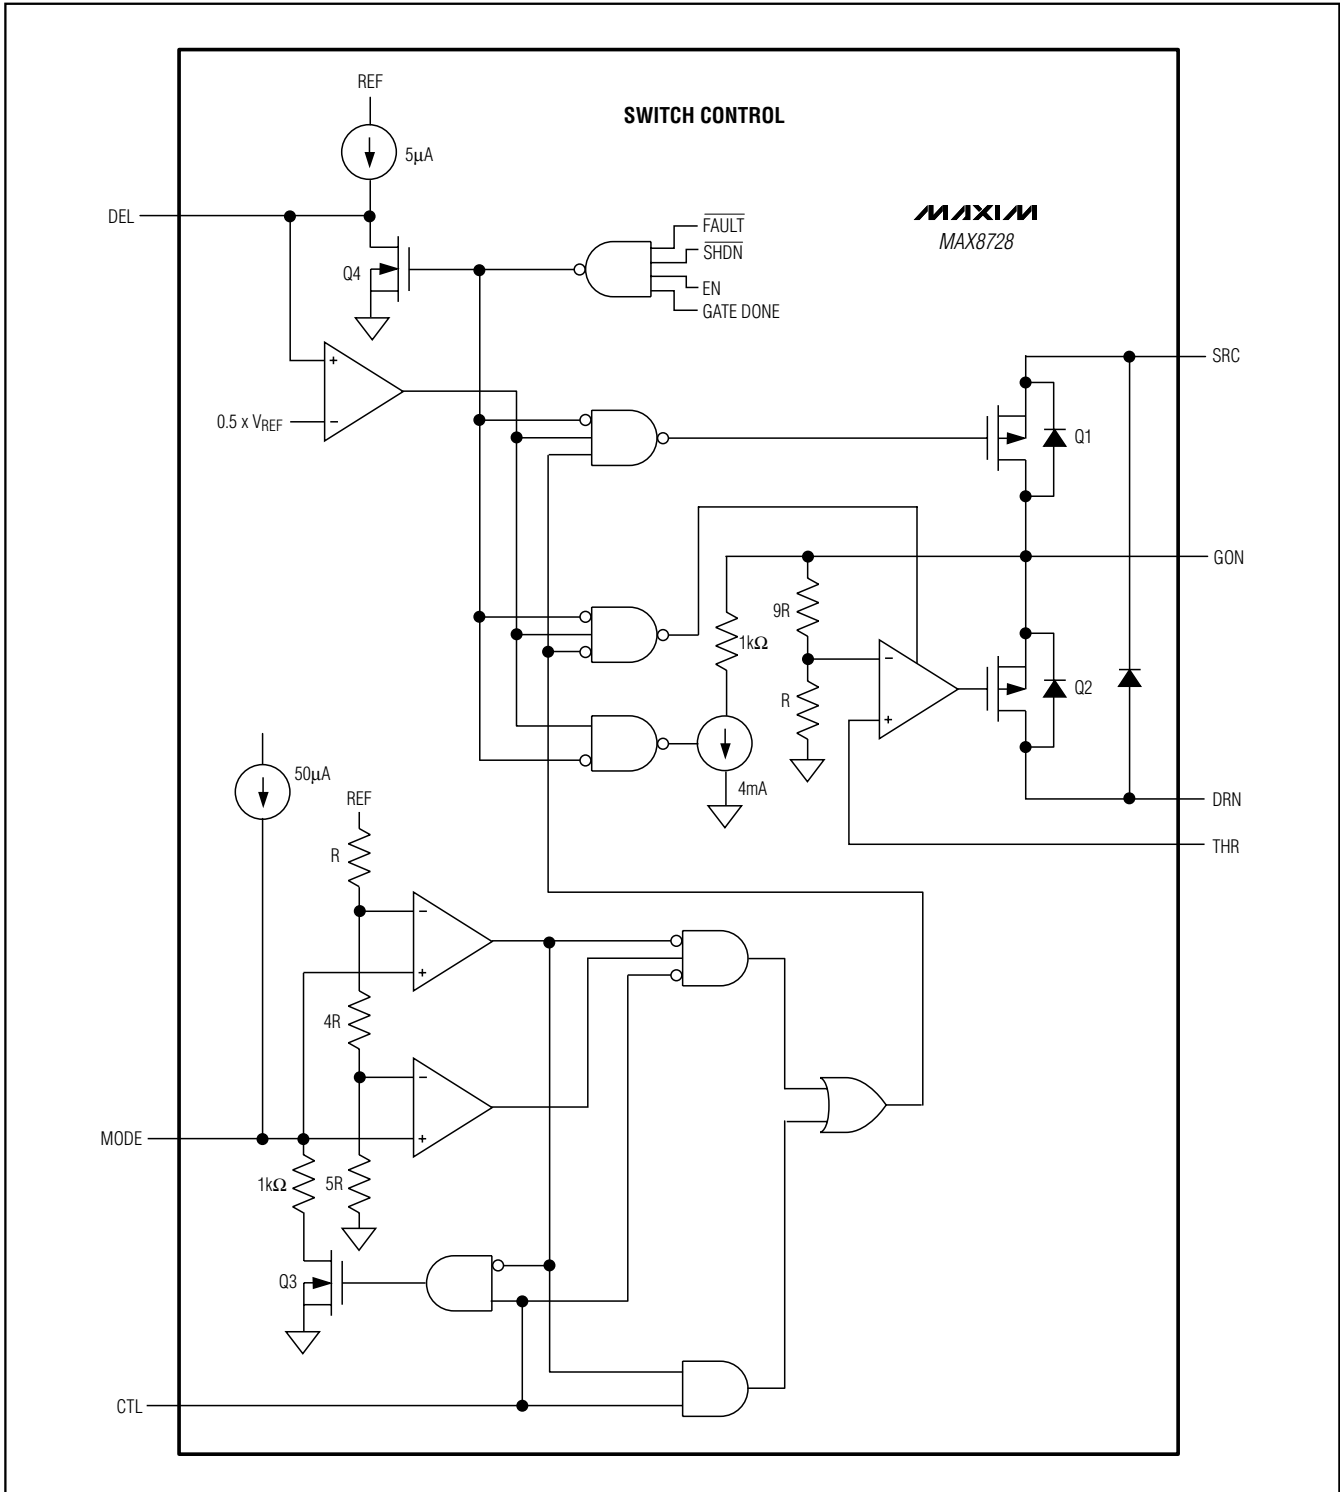 REF
SWITCH CONTROL
5µA
DEL
MAXIM
MAX8728
FAULT
SHDN
EN
GATE DONE
Q4
+
0.5 x VREF
−
SRC
Q1
GON
9R
1kΩ
−
R
+
Q2
4mA
50µA
REF
DRN
THR
R
−
+
4R
−
MODE
+
1kΩ
5R
Q3
CTL